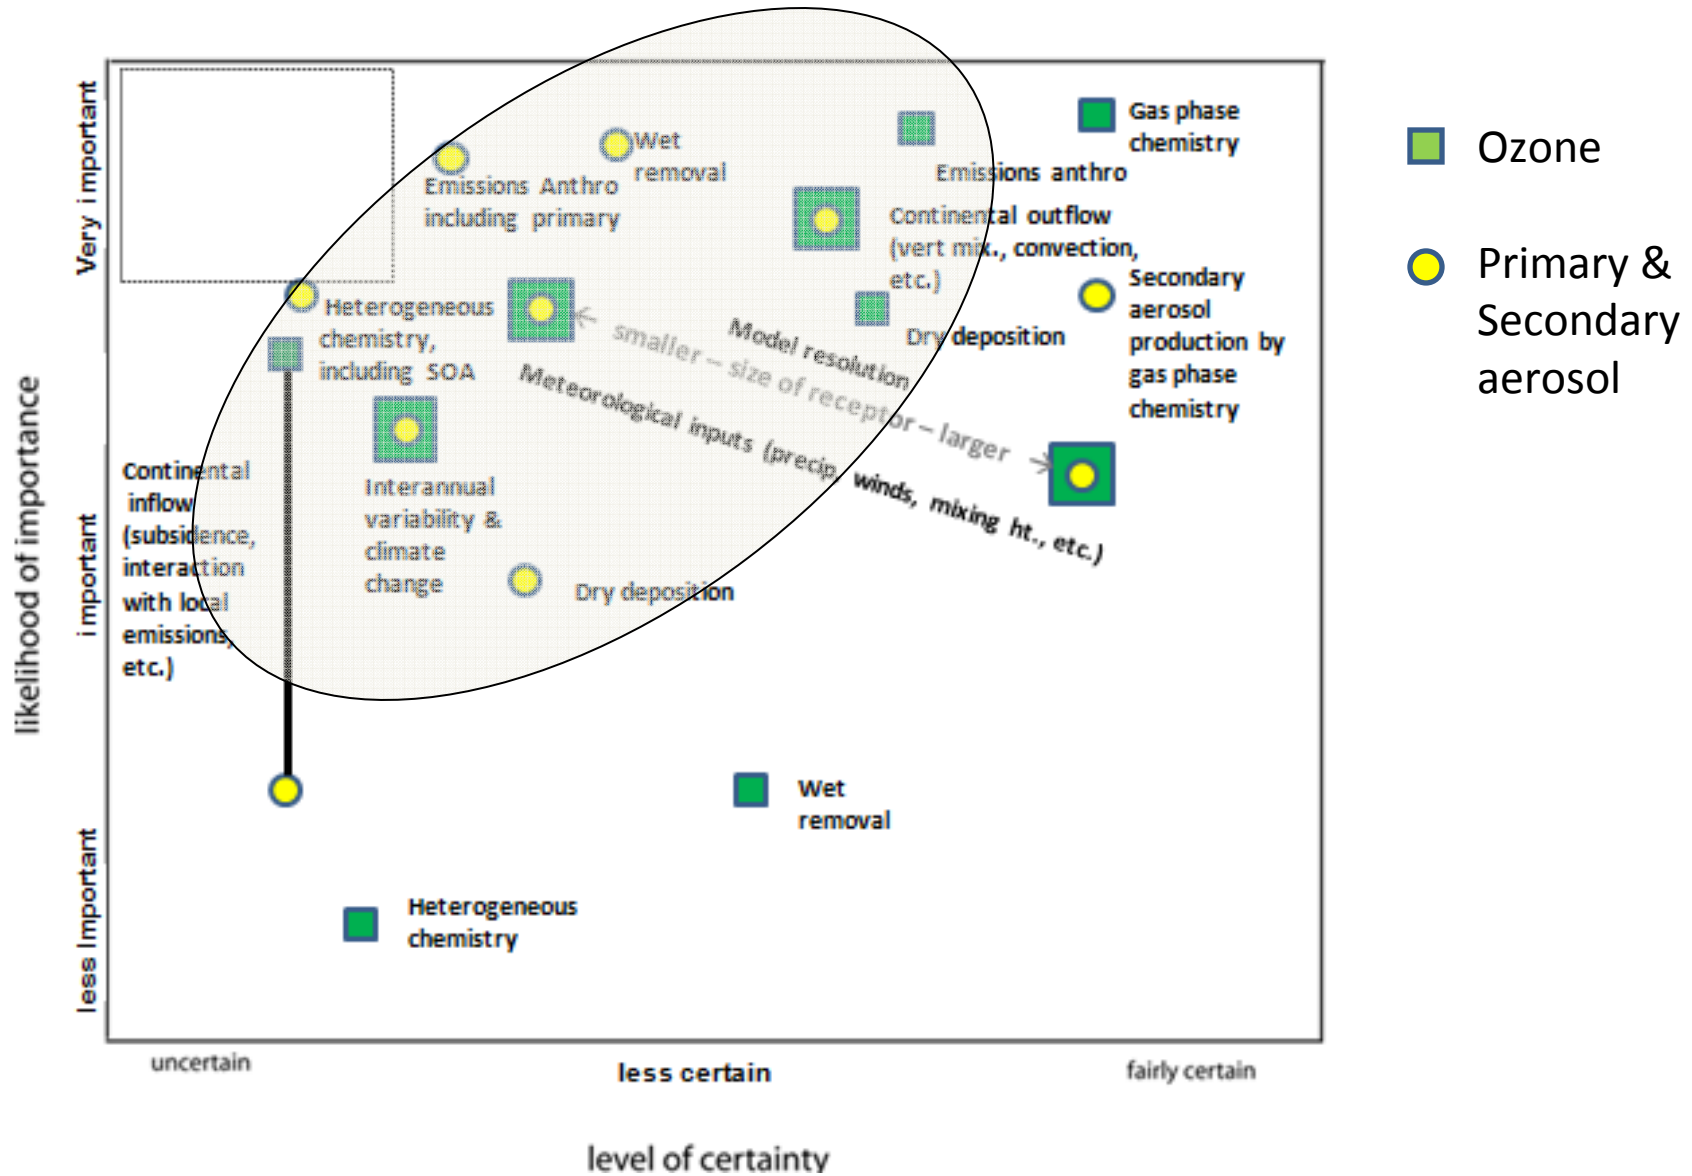 likelihood of importance
Very important
important
less Important
Emissions Anthro
including primary
Wet
removal
Gas phase
chemistry
Emissions anthro
Continental outflow
(vert mix., convection,
etc.)
Secondary
aerosol
production by
gas phase
chemistry
Dry deposition
Heterogeneous
chemistry,
including SOA
Model resolution
smaller – size of receptor – larger
Meteorological inputs (precip, winds, mixing ht., etc.)
Continental
inflow
(subsidence,
interaction
with local
emissions,
etc.)
Interannual
variability &
climate
change
Dry deposition
Wet
removal
Heterogeneous
chemistry
uncertain
less certain
fairly certain
level of certainty
Ozone
Primary &
Secondary
aerosol